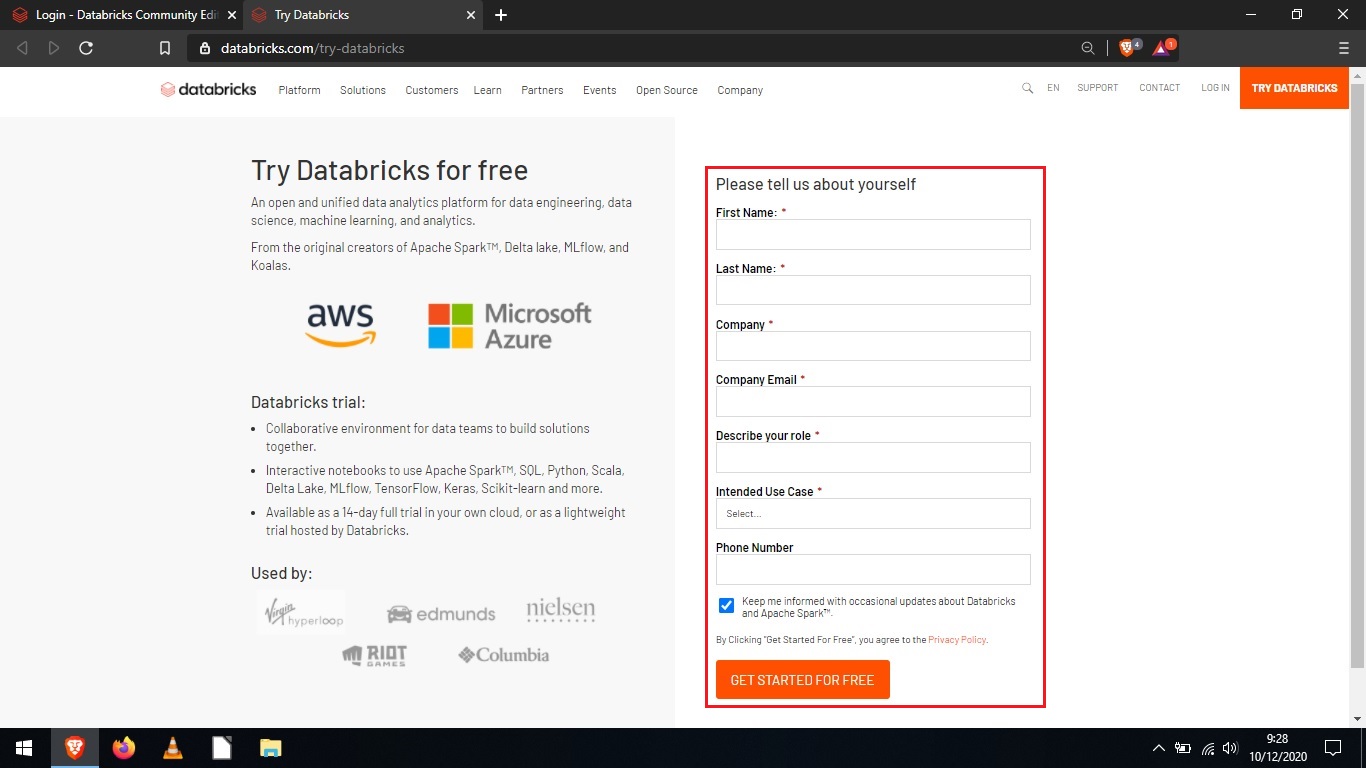 Login - Databricks Community Edi
Try Databricks
databricks.com/try-databricks
4
1
databricks
Platform
Solutions
Customers
Learn
Partners
Events
Open Source
Company
EN
SUPPORT
CONTACT
LOG IN
TRY DATABRICKS
Try Databricks for free
An open and unified data analytics platform for data engineering, data
science, machine learning, and analytics.
From the original creators of Apache Spark™, Delta lake, MLflow, and
Koalas.
aws
Microsoft
Azure
Databricks trial:
Collaborative environment for data teams to build solutions
together.
Interactive notebooks to use Apache Spark™, SQL, Python, Scala,
Delta Lake, MLflow, TensorFlow, Keras, Scikit-learn and more.
Available as a 14-day full trial in your own cloud, or as a lightweight
trial hosted by Databricks.
Used by:
Virgin
hyperloop
edmunds
nielsen
RIOT
GAMES
Columbia
Please tell us about yourself
First Name: *
Last Name: *
Company *
Company Email *
Describe your role *
Intended Use Case *
Select...
Phone Number
Keep me informed with occasional updates about Databricks
and Apache Spark™.
By Clicking "Get Started For Free", you agree to the Privacy Policy.
GET STARTED FOR FREE
9:28
10/12/2020